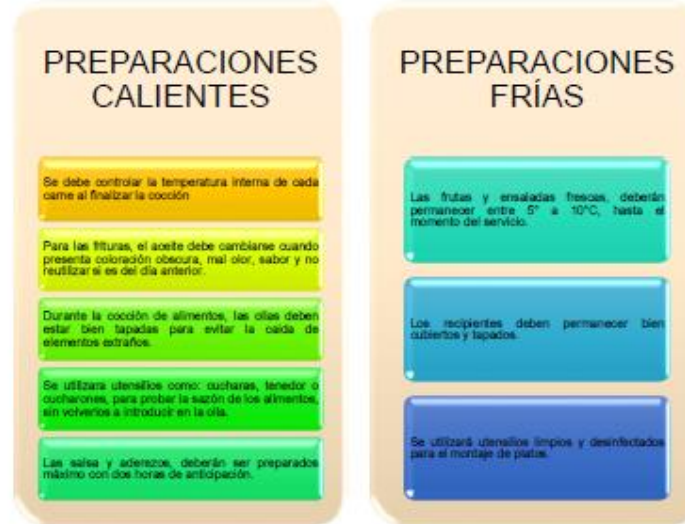 PREPARACIONES
CALIENTES
Se debe controlar la temperatura interna de cada
carne al finalizar la cocción
Para las frituras, el aceite debe cambiarse cuando
presenta coloración obscura, mal olor, sabor y no
reutilizar si es del día anterior.
Durante la cocción de alimentos, las ollas deben
estar bien tapadas para evitar la caída de
elementos extraños.
Se utilizara utensilios como: cucharas, tenedor o
cucharones, para probar la sazón de los alimentos,
sin volverlos a introducir en la olla.
Las salsa y aderezos, deberán ser preparados
máximo con dos horas de anticipación.
PREPARACIONES
FRÍAS
Las frutas y ensaladas frescas, deberán
permanecer entre 5° a 10°C, hasta el
momento del servicio.
Los recipientes deben permanecer bien
cubiertos y tapados.
Se utilizará utensilios limpios y desinfectados
para el montaje de platos.